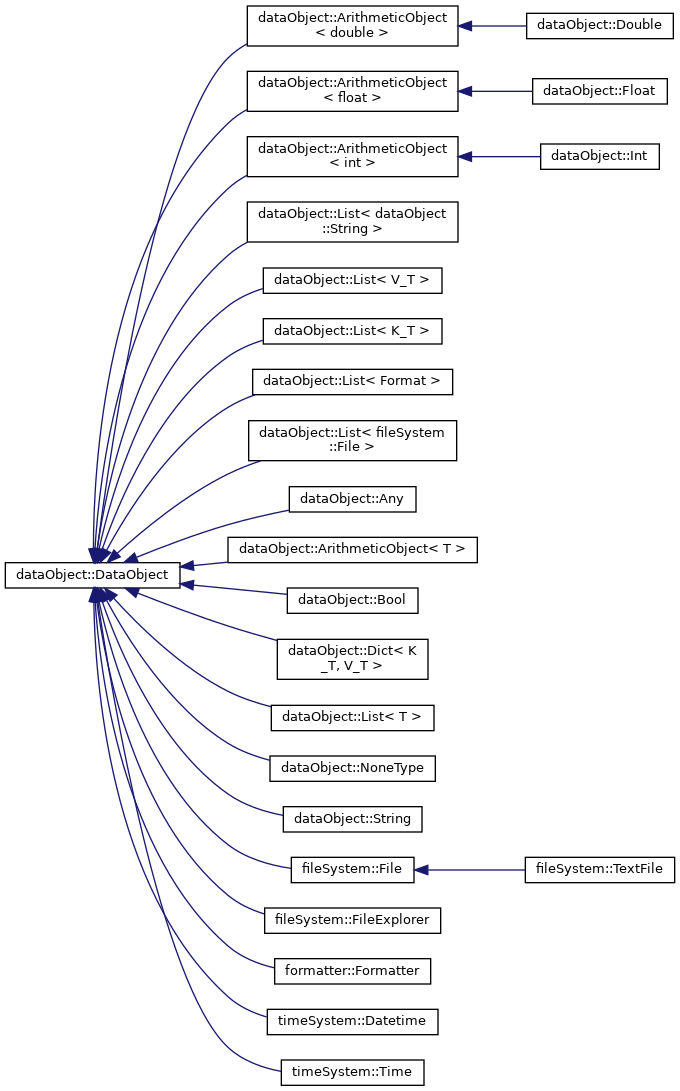 dataObject::ArithmeticObject
< double >
dataObject::Double
dataObject::ArithmeticObject
< float >
dataObject::Float
dataObject::ArithmeticObject
< int >
dataObject::Int
dataObject::List< dataObject
::String >
dataObject::List< V_T >
dataObject::List< K_T >
dataObject::List< Format >
dataObject::List< fileSystem
::File >
dataObject::Any
dataObject::ArithmeticObject< T >
dataObject::DataObject
dataObject::Bool
dataObject::Dict< K
_T, V_T >
dataObject::List< T >
dataObject::NoneType
dataObject::String
fileSystem::File
fileSystem::TextFile
fileSystem::FileExplorer
formatter::Formatter
timeSystem::Datetime
timeSystem::Time